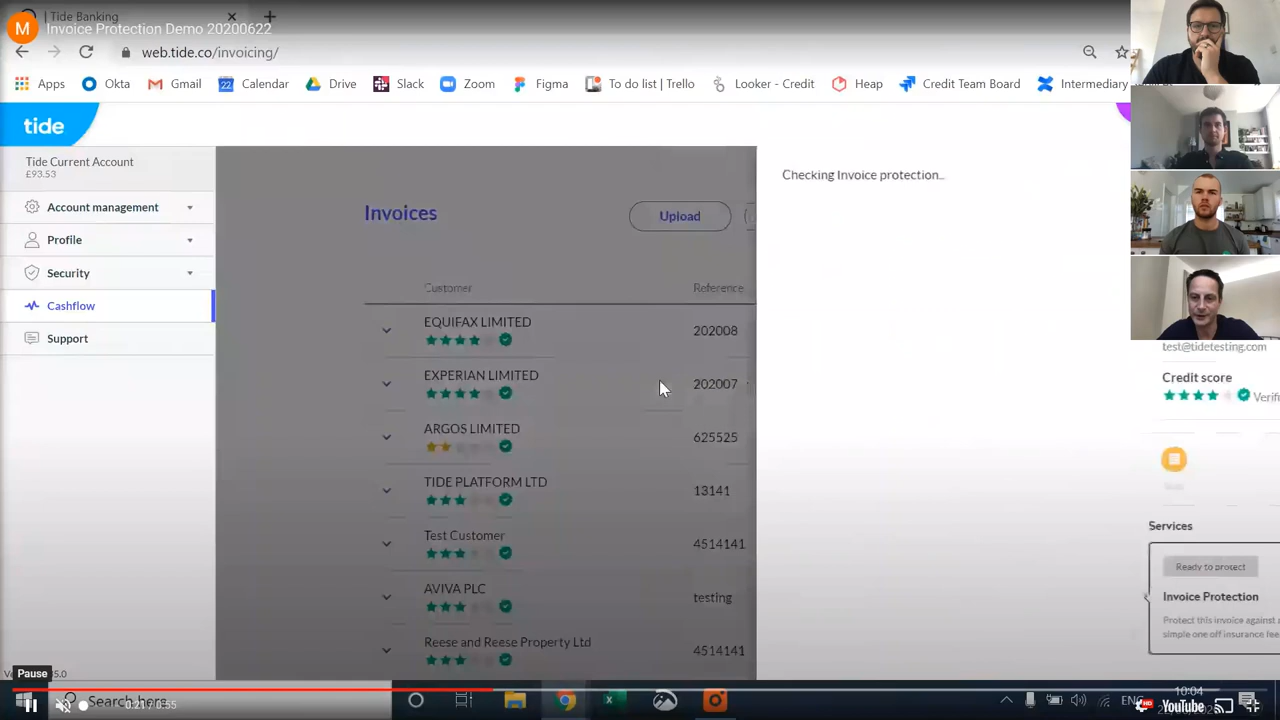 | Tide Banking
M
Invoice Protection Demo 20200622
web.tide.co/invoicing/
Apps
Okta
Gmail
22
Calendar
Drive
Slack
Zoom
Figma
To do list | Trello
Looker - Credit
Heap
Credit Team Board
Intermediary
tide
Tide Current Account
£93.53
Account management
Profile
Security
Cashflow
Support
Invoices
Upload
Customer
Reference
EQUIFAX LIMITED
202008
EXPERIAN LIMITED
202007
ARGOS LIMITED
625525
TIDE PLATFORM LTD
13141
Test Customer
4514141
AVIVA PLC
testing
Reese and Reese Property Ltd
4514141
Checking Invoice protection...
test@tidetesting.com
Credit score
Services
Ready to protect
Invoice Protection
Protect this invoice against
simple one off insurance fee
Pause
5.0
Search here
ENG
10:04
HD
YouTube